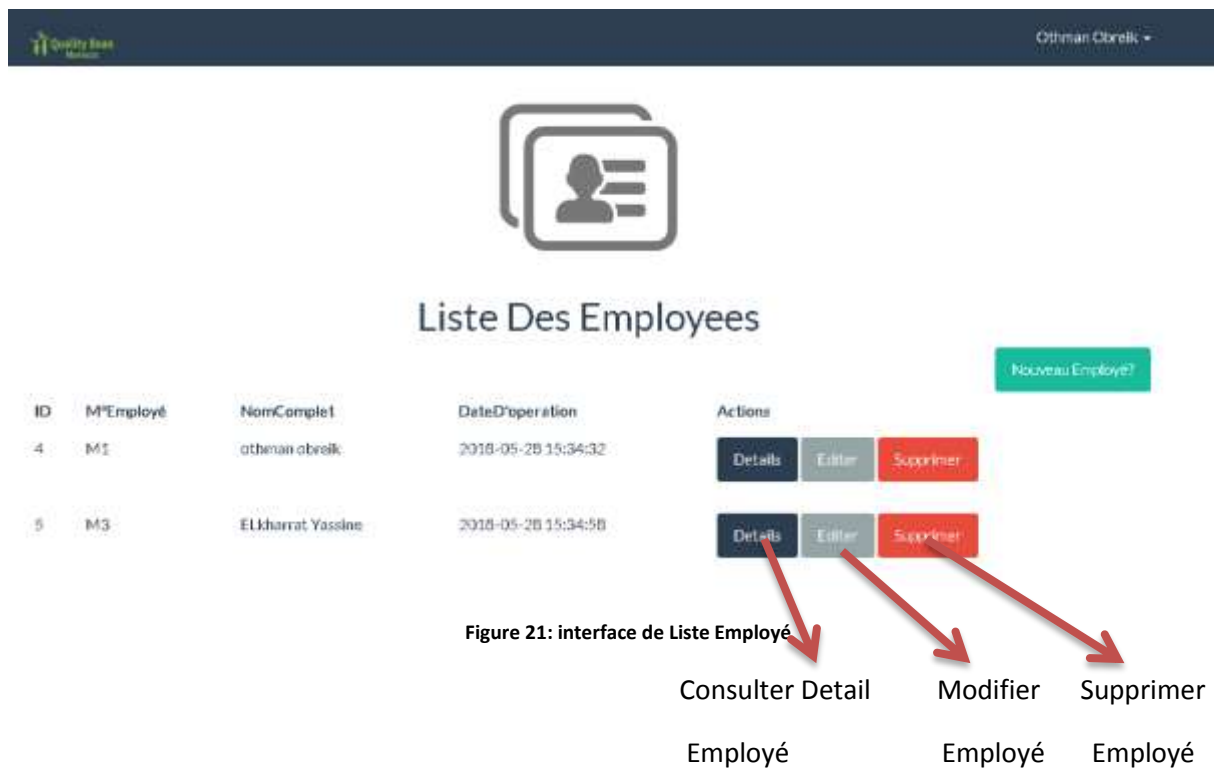 Othman Obreik
Liste Des Employees
Nouveau Employé?
ID M°Employé NomComplet DateD'operation Actions
4 M1 othman obreik 2018-05-28 15:34:32 Details Editer Supprimer
5 M3 ELkharrat Yassine 2018-05-28 15:34:58 Details Editer Supprimer
Figure 21: interface de Liste Employé
Consulter Detail Modifier Supprimer
Employé Employé Employé